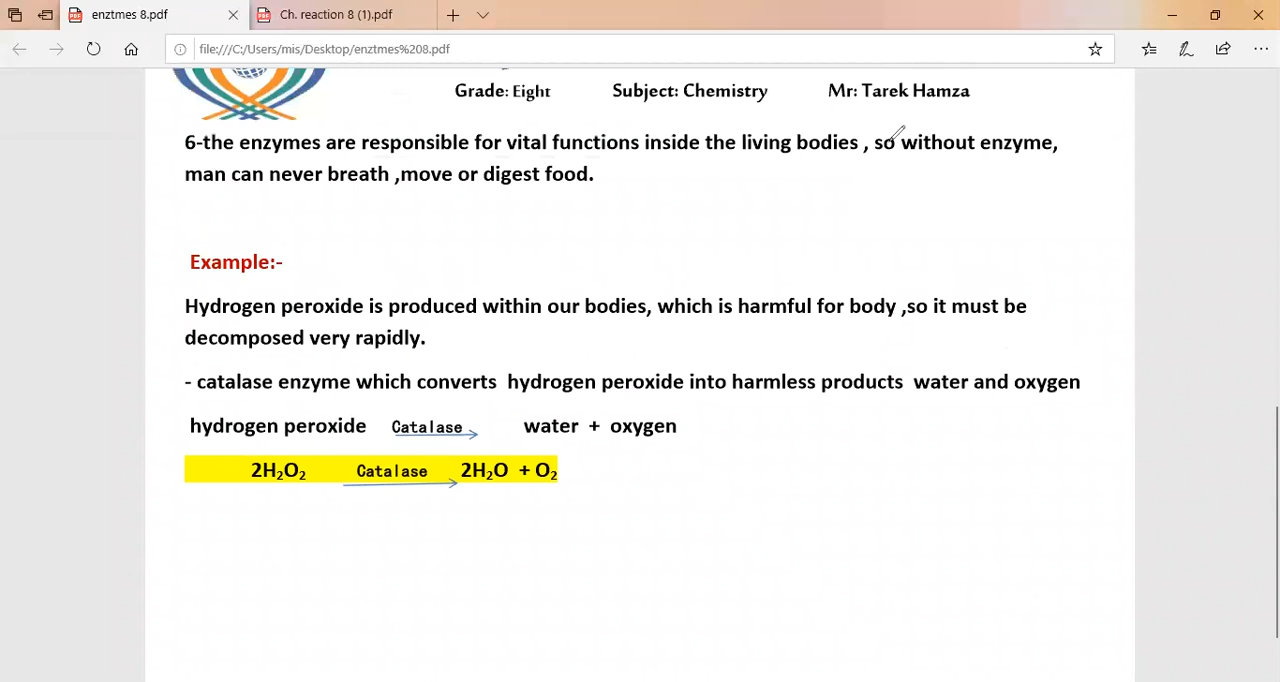 enztmes 8.pdf
Ch. reaction 8 (1).pdf
file:///C:/Users/mis/Desktop/enztmes%208.pdf
Grade: Eight Subject: Chemistry Mr: Tarek Hamza
6-the enzymes are responsible for vital functions inside the living bodies , so without enzyme,
man can never breath ,move or digest food.
Example:-
Hydrogen peroxide is produced within our bodies, which is harmful for body ,so it must be
decomposed very rapidly.
- catalase enzyme which converts hydrogen peroxide into harmless products water and oxygen
hydrogen peroxide Catalase water + oxygen
2H₂O₂ Catalase 2H₂O + O₂